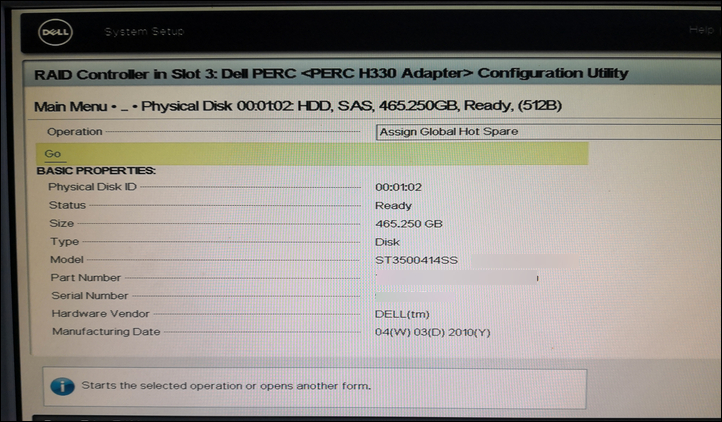 DELL System Setup Help
RAID Controller in Slot 3: Dell PERC <PERC H330 Adapter> Configuration Utility
Main Menu • ... • Physical Disk 00:01:02: HDD, SAS, 465.250GB, Ready, (512B)
Operation Assign Global Hot Spare
Go
BASIC PROPERTIES:
Physical Disk ID 00:01:02
Status Ready
Size 465.250 GB
Type Disk
Model ST3500414SS
Part Number
Serial Number
Hardware Vendor DELL(tm)
Manufacturing Date 04(W) 03(D) 2010(Y)
Starts the selected operation or opens another form.